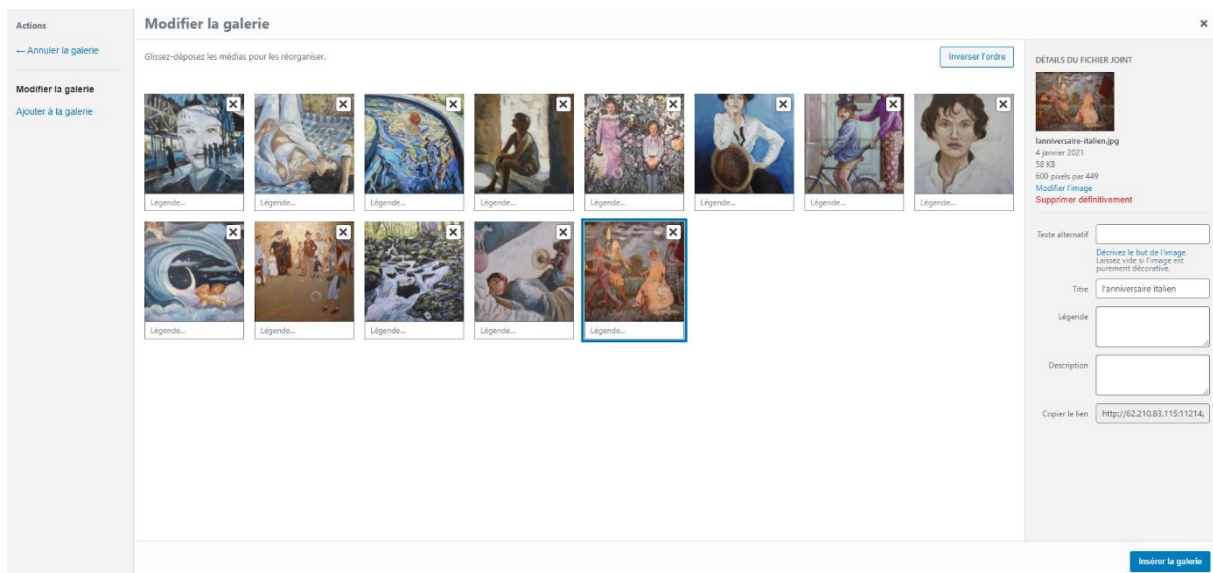 Actions
← Annuler la galerie
Modifier la galerie
Ajouter à la galerie
Modifier la galerie
Glissez-déposez les médias pour les réorganiser.
Inverser l'ordre
Légende...
Légende...
Légende...
Légende...
Légende...
Légende...
Légende...
Légende...
Légende...
Légende...
Légende...
Légende...
Légende...
DÉTAILS DU FICHIER JOINT
lanniversaire-italien.jpg
4 janvier 2021
58 KB
600 pixels par 449
Modifier l'image
Supprimer définitivement
Texte alternatif
Décrivez le but de l'image.
Laissez vide si l'image est
purement décorative.
Titre
l'anniversaire italien
Légende
Description
Copier le lien
http://62.210.83.115:11214/
Insérer la galerie